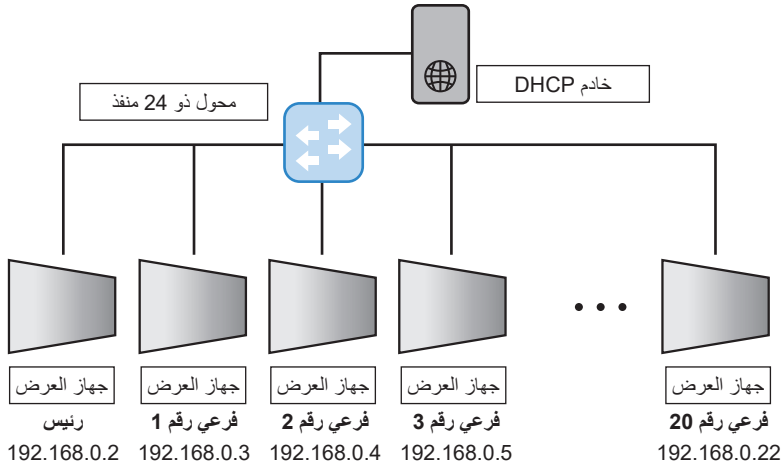 خادم DHCP
محول ذو 24 منفذ
جهاز العرض
رئيس
192.168.0.2
جهاز العرض
فرعي رقم 1
192.168.0.3
جهاز العرض
فرعي رقم 2
192.168.0.4
جهاز العرض
فرعي رقم 3
192.168.0.5
جهاز العرض
فرعي رقم 20
192.168.0.22